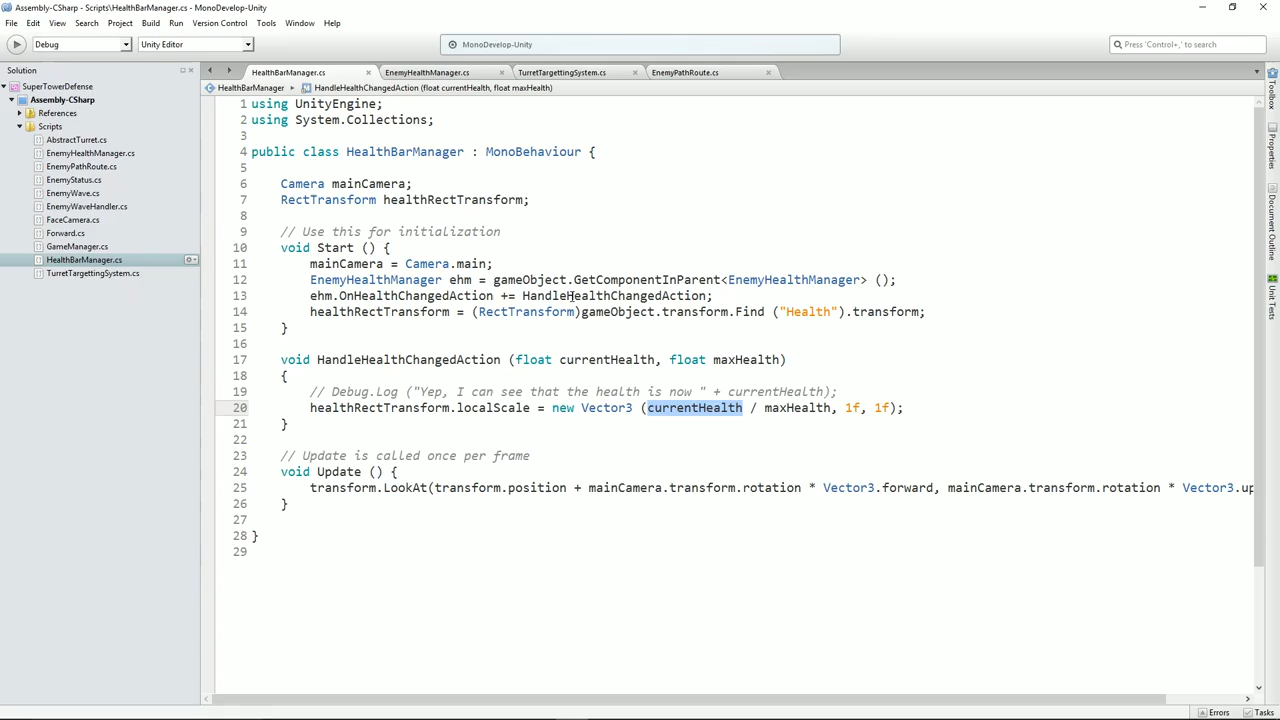 Assembly-CSharp - Scripts\HealthBarManager.cs - MonoDevelop-Unity
File Edit View Search Project Build Run Version Control Tools Window Help
Debug Unity Editor MonoDevelop-Unity Press 'Control+,' to search
Solution
SuperTowerDefense
Assembly-CSharp
References
Scripts
AbstractTurret.cs
EnemyHealthManager.cs
EnemyPathRoute.cs
EnemyStatus.cs
EnemyWave.cs
EnemyWaveHandler.cs
FaceCamera.cs
Forward.cs
GameManager.cs
HealthBarManager.cs
TurretTargettingSystem.cs
HealthBarManager.cs EnemyHealthManager.cs TurretTargettingSystem.cs EnemyPathRoute.cs
HealthBarManager HandleHealthChangedAction (float currentHealth, float maxHealth)
1 using UnityEngine;
2 using System.Collections;
3
4 public class HealthBarManager : MonoBehaviour {
5
6 Camera mainCamera;
7 RectTransform healthRectTransform;
8
9 // Use this for initialization
10 void Start () {
11 mainCamera = Camera.main;
12 EnemyHealthManager ehm = gameObject.GetComponentInParent<EnemyHealthManager> ();
13 ehm.OnHealthChangedAction += HandleHealthChangedAction;
14 healthRectTransform = (RectTransform)gameObject.transform.Find ("Health").transform;
15 }
16
17 void HandleHealthChangedAction (float currentHealth, float maxHealth)
18 {
19 // Debug.Log ("Yep, I can see that the health is now " + currentHealth);
20 healthRectTransform.localScale = new Vector3 (currentHealth / maxHealth, 1f, 1f);
21 }
22
23 // Update is called once per frame
24 void Update () {
25 transform.LookAt(transform.position + mainCamera.transform.rotation * Vector3.forward, mainCamera.transform.rotation * Vector3.up
26 }
27
28 }
29
Toolbox
Properties
Document Outline
Unit Tests
Errors Tasks